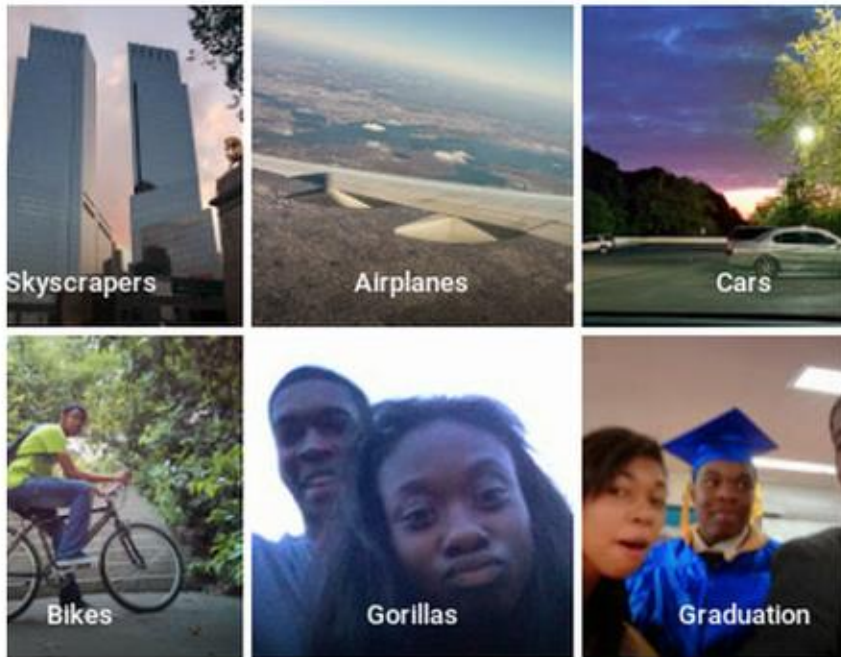 Skyscrapers
Airplanes
Cars
Bikes
Gorillas
Graduation